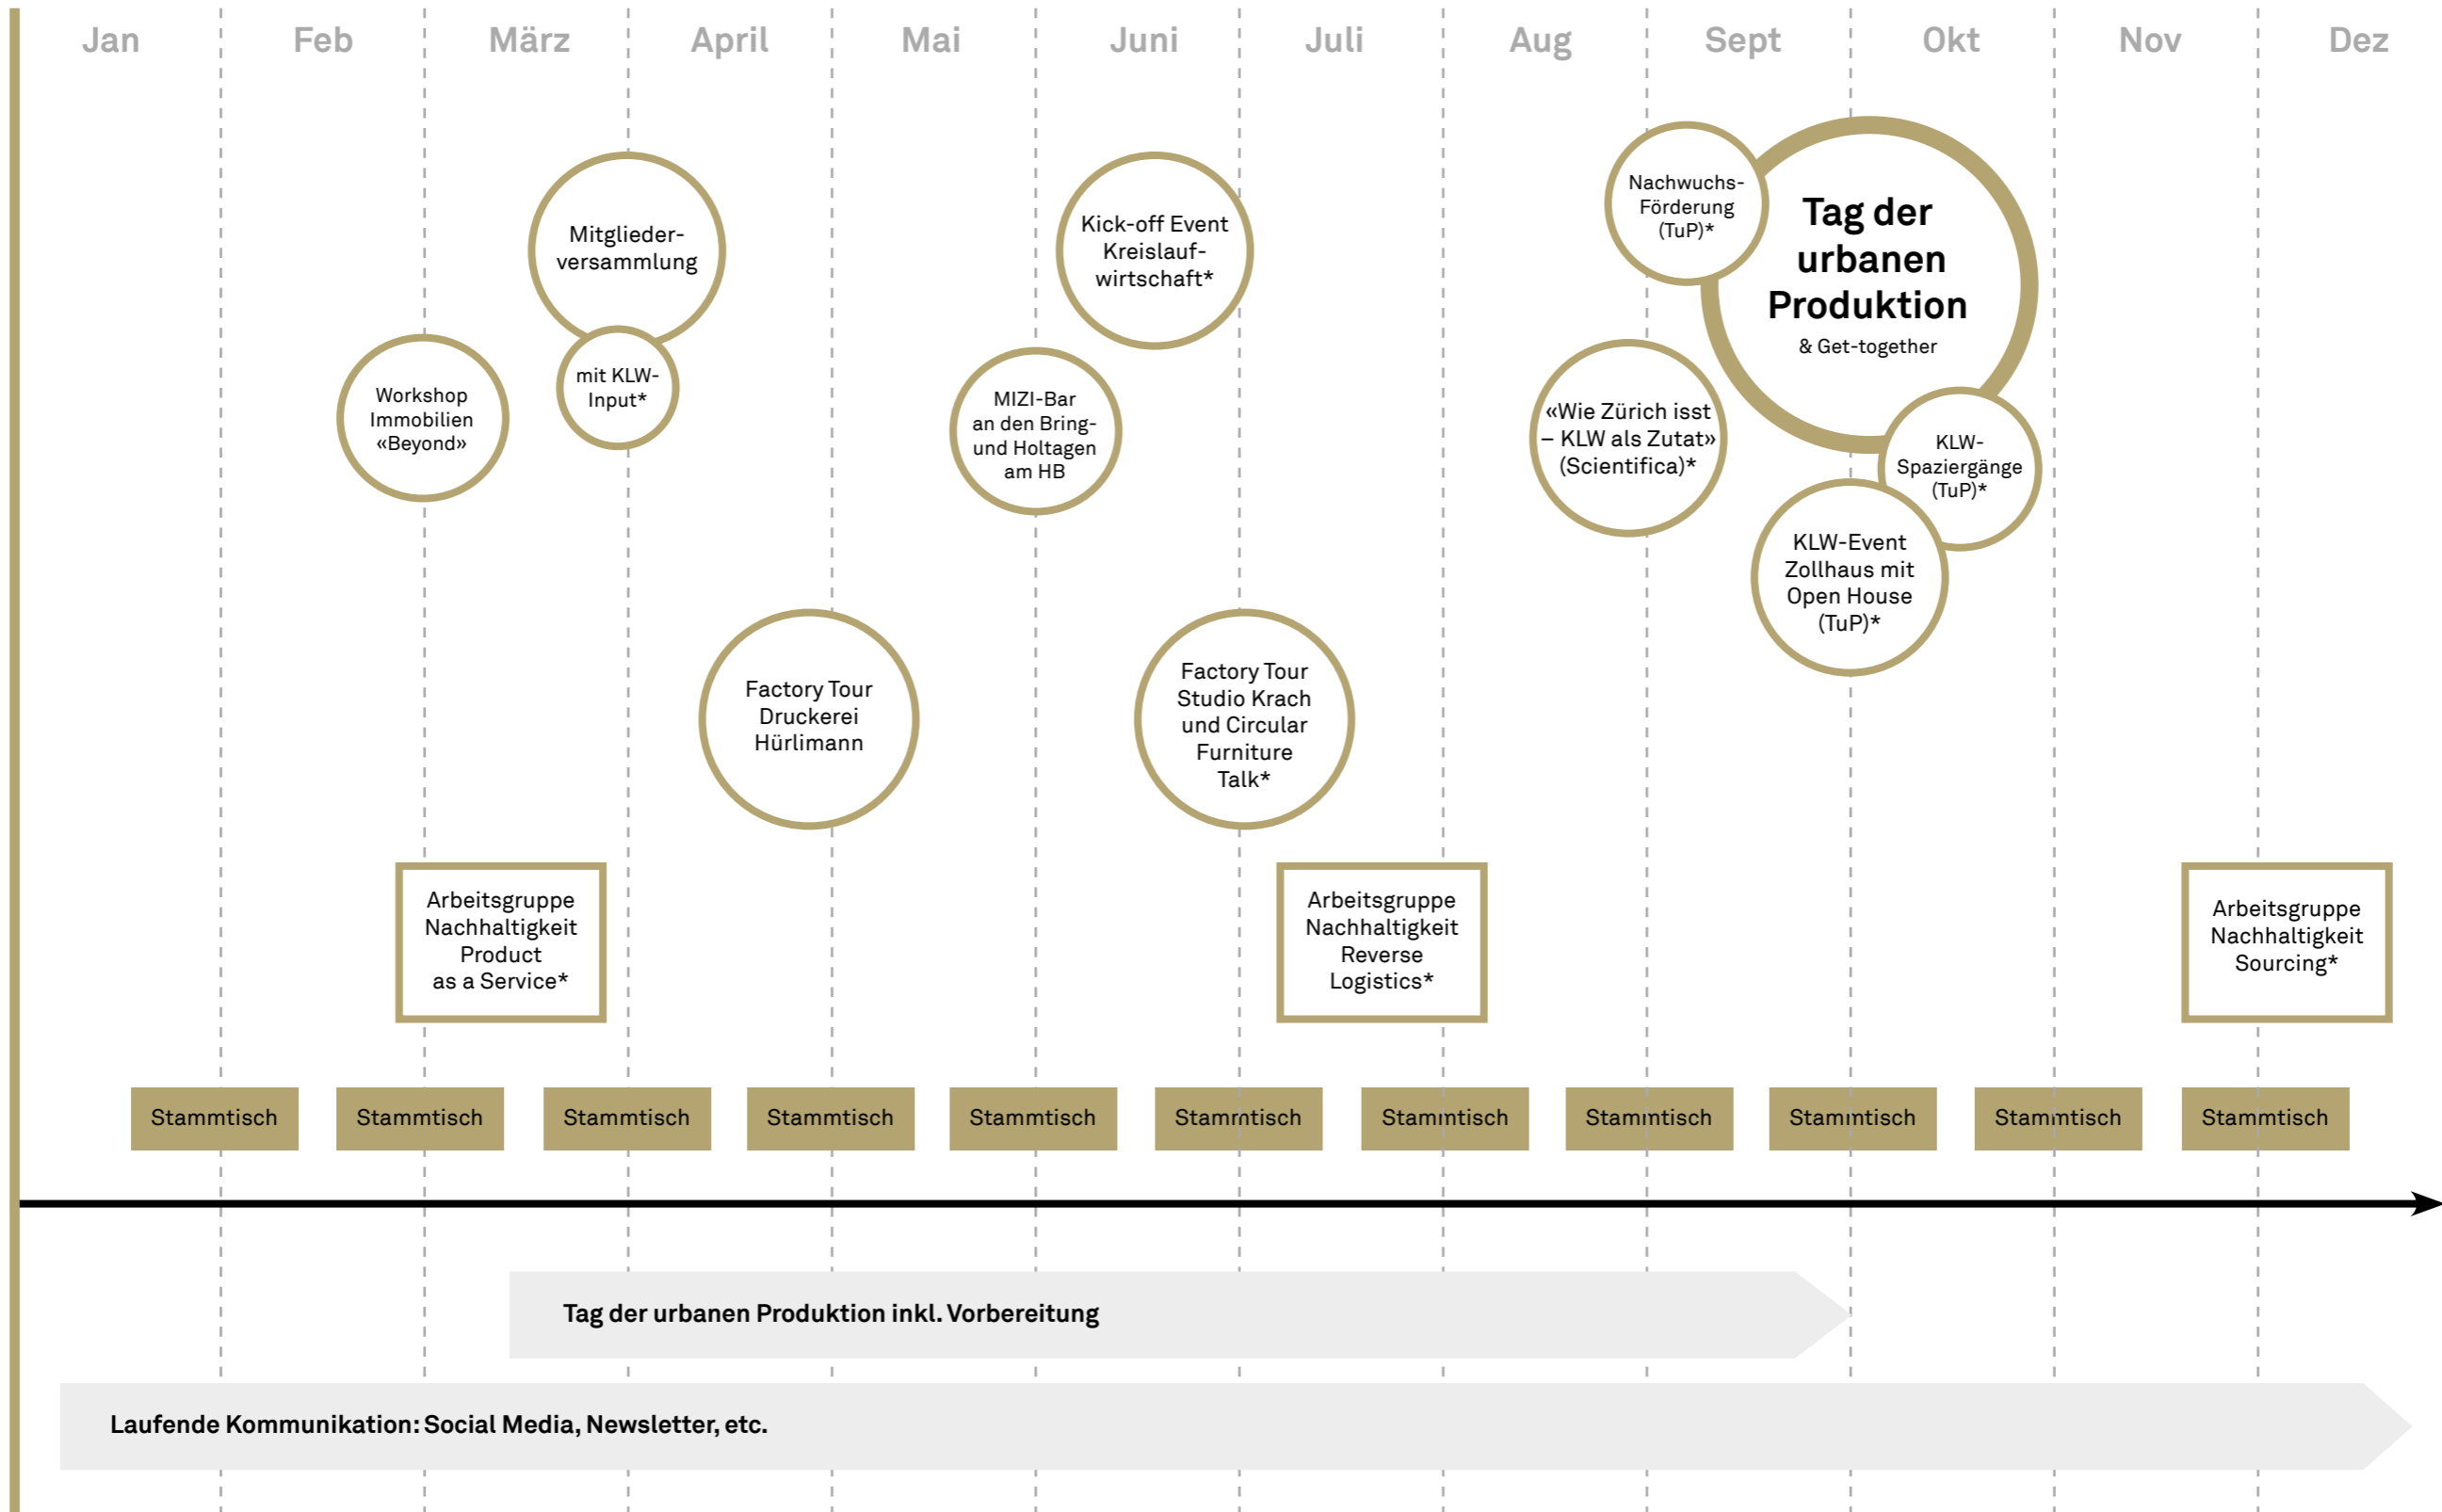 Jan Feb März April Mai Juni Juli Aug Sept Okt Nov Dez
Mitglieder-
versammlung
mit KLW-
Input*
Workshop
Immobilien
«Beyond»
Kick-off Event
Kreislauf-
wirtschaft*
MIZI-Bar
an den Bring-
und Holtagen
am HB
Nachwuchs-
Förderung
(TuP)*
Tag der
urbanen
Produktion
& Get-together
«Wie Zürich isst
– KLW als Zutat»
(Scientifica)*
KLW-
Spaziergänge
(TuP)*
KLW-Event
Zollhaus mit
Open House
(TuP)*
Factory Tour
Druckerei
Hürlimann
Factory Tour
Studio Krach
und Circular
Furniture
Talk*
Arbeitsgruppe
Nachhaltigkeit
Product
as a Service*
Arbeitsgruppe
Nachhaltigkeit
Reverse
Logistics*
Arbeitsgruppe
Nachhaltigkeit
Sourcing*
Stammtisch Stammtisch Stammtisch Stammtisch Stammtisch Stammtisch Stammtisch Stammtisch Stammtisch Stammtisch Stammtisch
Tag der urbanen Produktion inkl. Vorbereitung
Laufende Kommunikation: Social Media, Newsletter, etc.